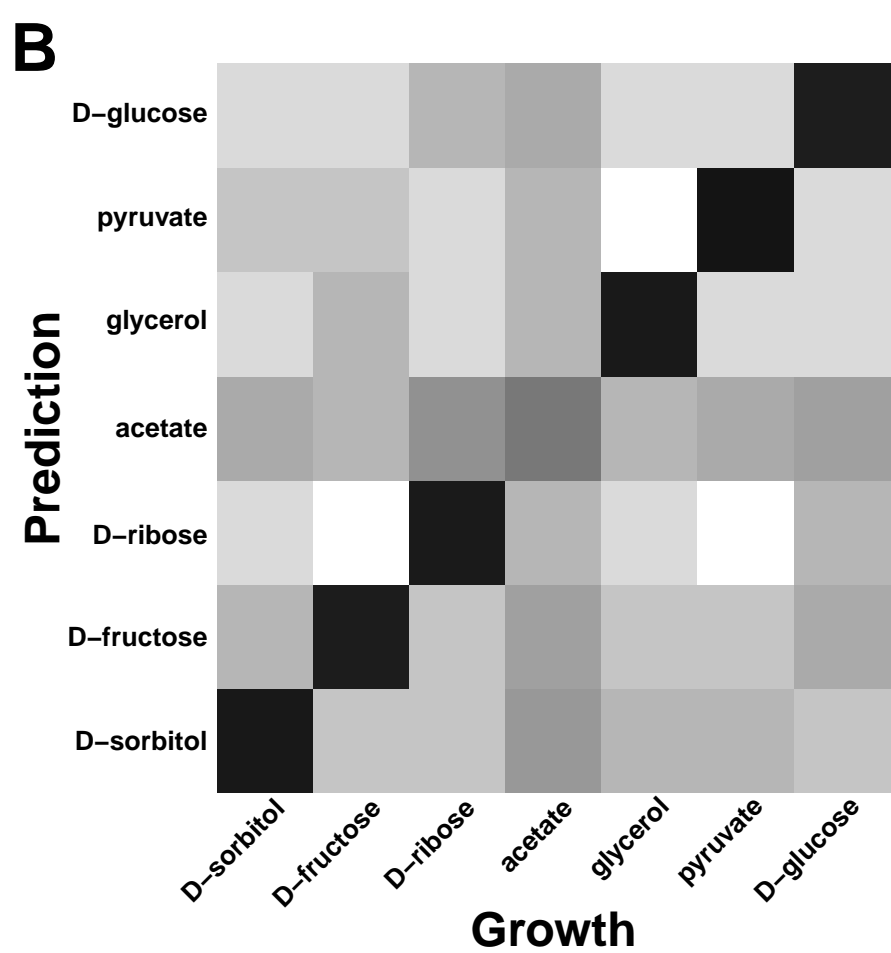 B
D−glucose
pyruvate
glycerol
acetate
D−ribose
D−fructose
D−sorbitol
Prediction
D−sorbitol
D−fructose
D−ribose
acetate
glycerol
pyruvate
D−glucose
Growth